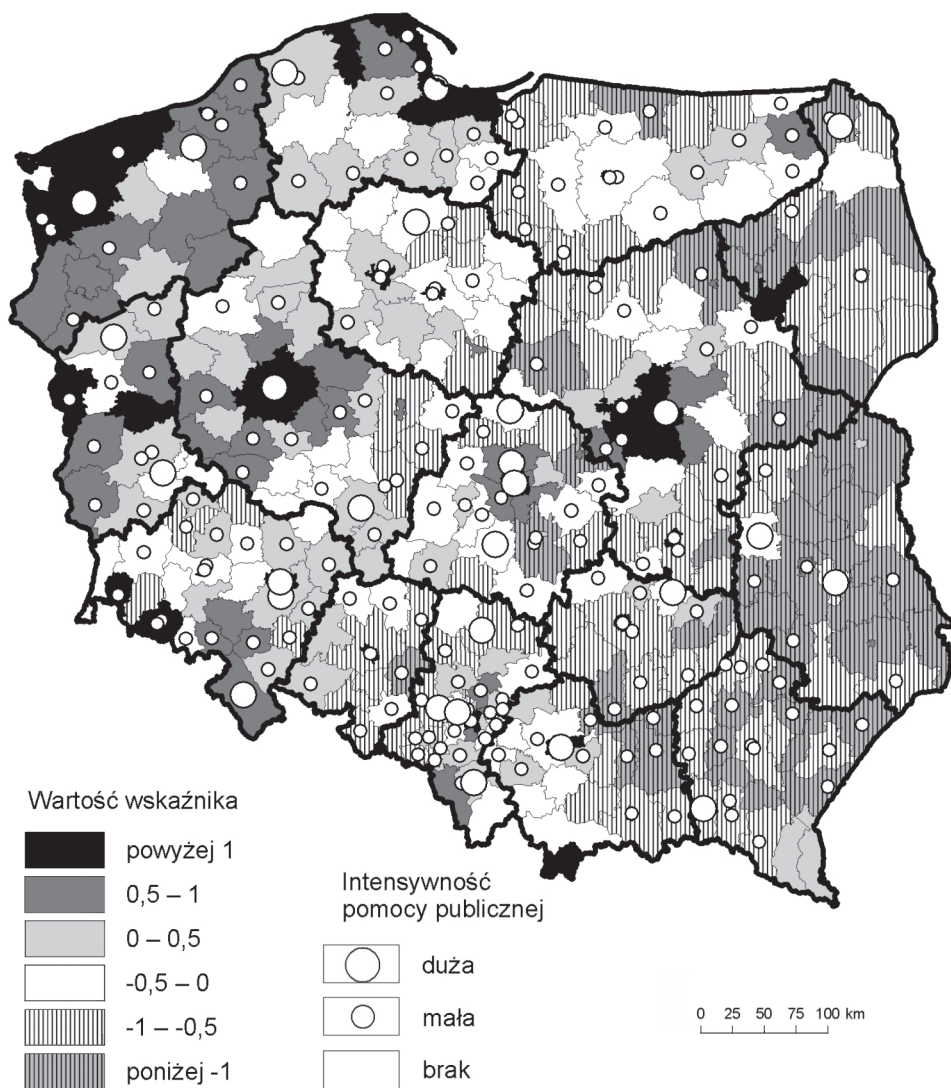 Wartość wskaźnika
powyżej 1
0,5 – 1
0 – 0,5
-0,5 – 0
-1 – -0,5
poniżej -1
Intensywność
pomocy publicznej
duża
mała
brak
0 25 50 75 100 km